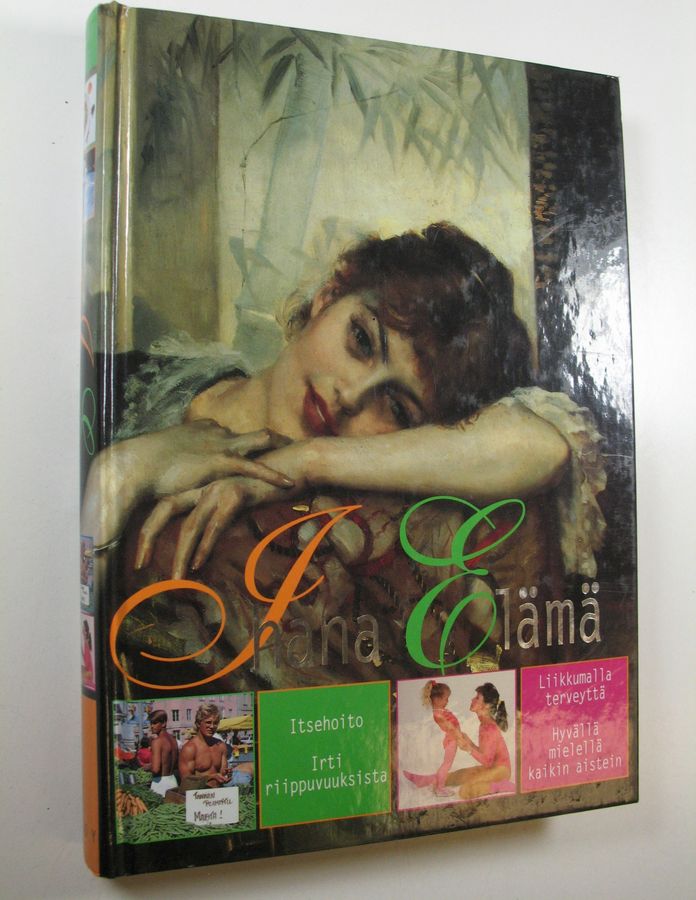 Ihana Elämä
Itsehoito
Irti
riippuvuuksista
Liikkumalla
terveyttä
Hyvällä
mielellä
kaikin aistein